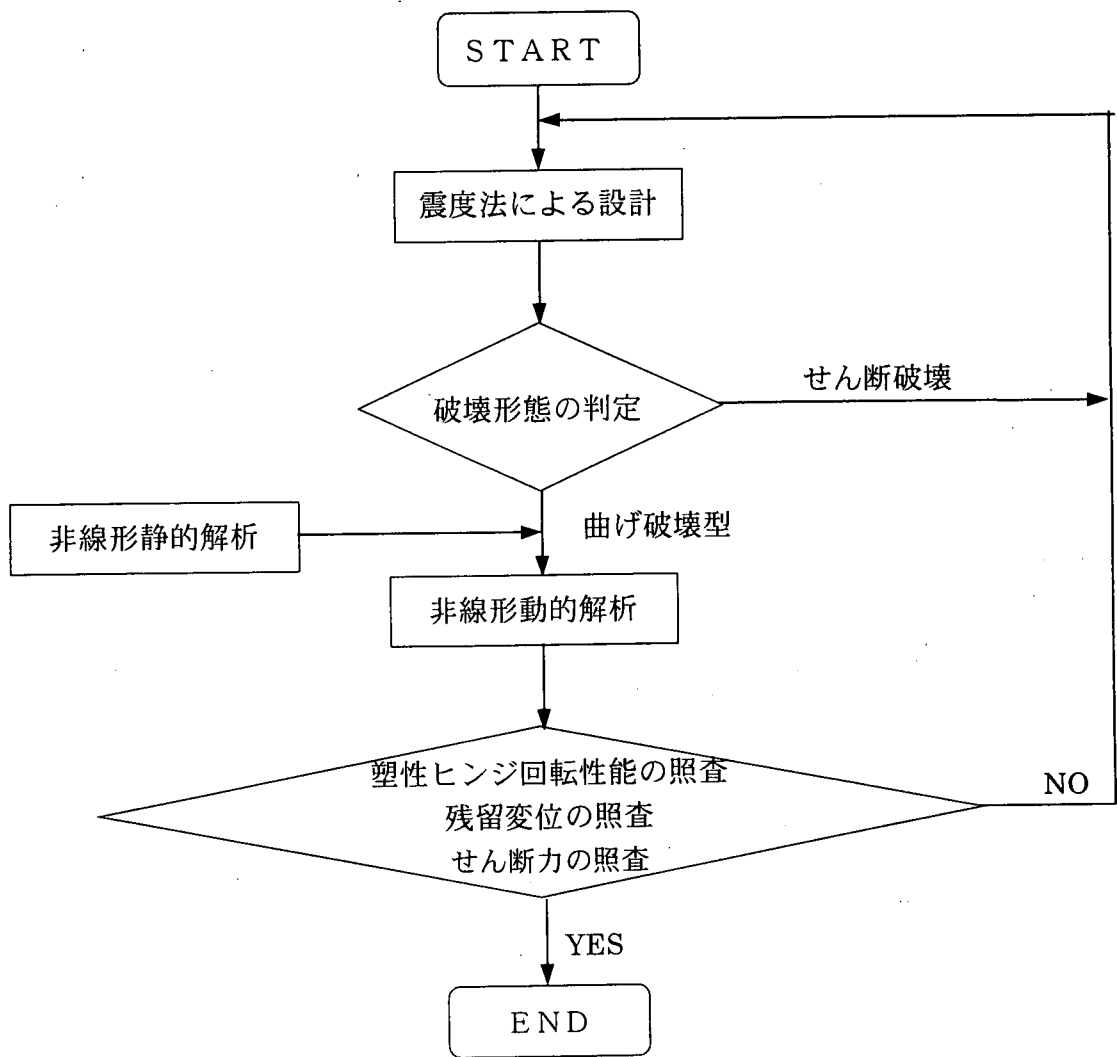 START
震度法による設計
せん断破壊
破壊形態の判定
曲げ破壊型
非線形静的解析
非線形動的解析
塑性ヒンジ回転性能の照査
残留変位の照査
せん断力の照査
NO
YES
END